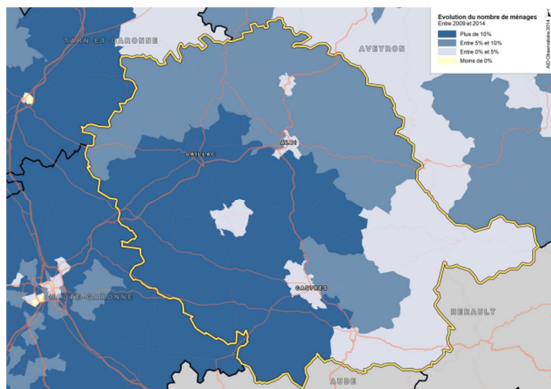 Evolution du nombre de ménages
Entre 2009 et 2014
Plus de 10%
Entre 5% et 10%
Entre 0% et 5%
Moins de 0%
TARN-ET-GARONNE
AVEYRON
ALBI
GAILLAC
CASTRES
HAUTE-GARONNE
HERAULT
AUDE